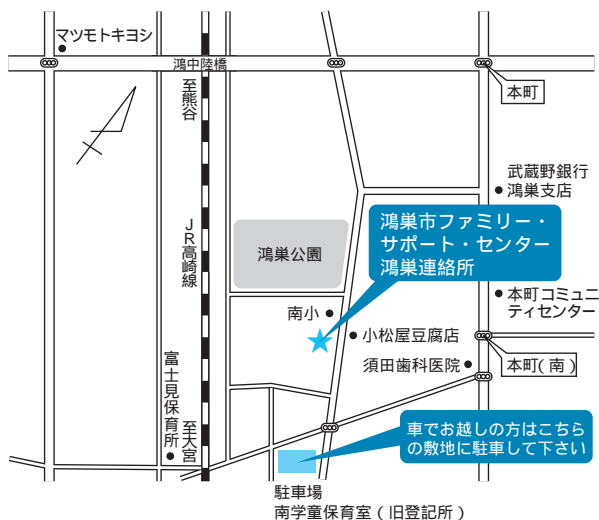 マツモトキヨシ
鴻中陸橋
至熊谷
本町
武蔵野銀行
鴻巣支店
JR高崎線
鴻巣市ファミリー・
サポート・センター
鴻巣連絡所
鴻巣公園
本町コミュニ
ティセンター
南小
小松屋豆腐店
須田歯科医院
本町(南)
富士見保育所
至大宮
車でお越しの方はこちら
の敷地に駐車して下さい
駐車場
南学童保育室(旧登記所)